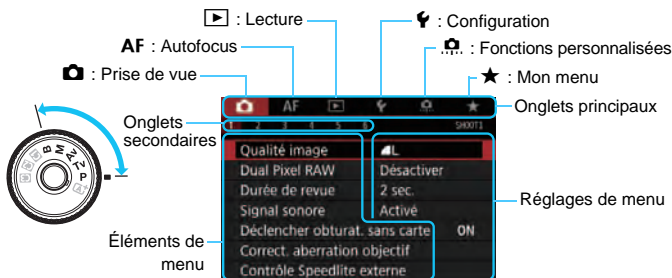 : Lecture
: Configuration
AF : Autofocus
: Fonctions personnalisées
: Prise de vue
: Mon menu
AF
Onglets principaux
Onglets secondaires
1 2 3 4 5 6 SHOOT1
Qualité image L
Dual Pixel RAW Désactiver
Durée de revue 2 sec.
Réglages de menu
Signal sonore Activé
Déclencher obturat. sans carte ON
Éléments de menu
Correct. aberration objectif
Contrôle Speedlite externe
B M Av Tv P A+